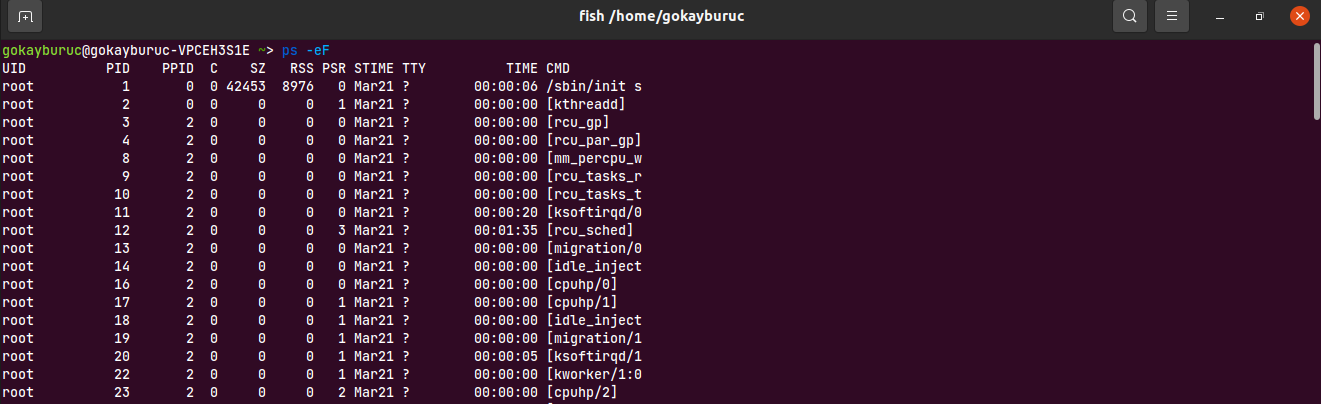 fish /home/gokayburuc
gokayburuc@gokayburuc-VPCEH3S1E ~> ps -eF
UID          PID    PPID  C    SZ   RSS PSR STIME TTY          TIME CMD
root           1       0  0 42453  8976   0 Mar21 ?        00:00:06 /sbin/init s
root           2       0  0     0     0   1 Mar21 ?        00:00:00 [kthreadd]
root           3       2  0     0     0   0 Mar21 ?        00:00:00 [rcu_gp]
root           4       2  0     0     0   0 Mar21 ?        00:00:00 [rcu_par_gp]
root           8       2  0     0     0   0 Mar21 ?        00:00:00 [mm_percpu_w
root           9       2  0     0     0   0 Mar21 ?        00:00:00 [rcu_tasks_r
root          10       2  0     0     0   0 Mar21 ?        00:00:00 [rcu_tasks_t
root          11       2  0     0     0   0 Mar21 ?        00:00:20 [ksoftirqd/0
root          12       2  0     0     0   3 Mar21 ?        00:01:35 [rcu_sched]
root          13       2  0     0     0   0 Mar21 ?        00:00:00 [migration/0
root          14       2  0     0     0   0 Mar21 ?        00:00:00 [idle_inject
root          16       2  0     0     0   0 Mar21 ?        00:00:00 [cpuhp/0]
root          17       2  0     0     0   1 Mar21 ?        00:00:00 [cpuhp/1]
root          18       2  0     0     0   1 Mar21 ?        00:00:00 [idle_inject
root          19       2  0     0     0   1 Mar21 ?        00:00:00 [migration/1
root          20       2  0     0     0   1 Mar21 ?        00:00:05 [ksoftirqd/1
root          22       2  0     0     0   1 Mar21 ?        00:00:00 [kworker/1:0
root          23       2  0     0     0   2 Mar21 ?        00:00:00 [cpuhp/2]